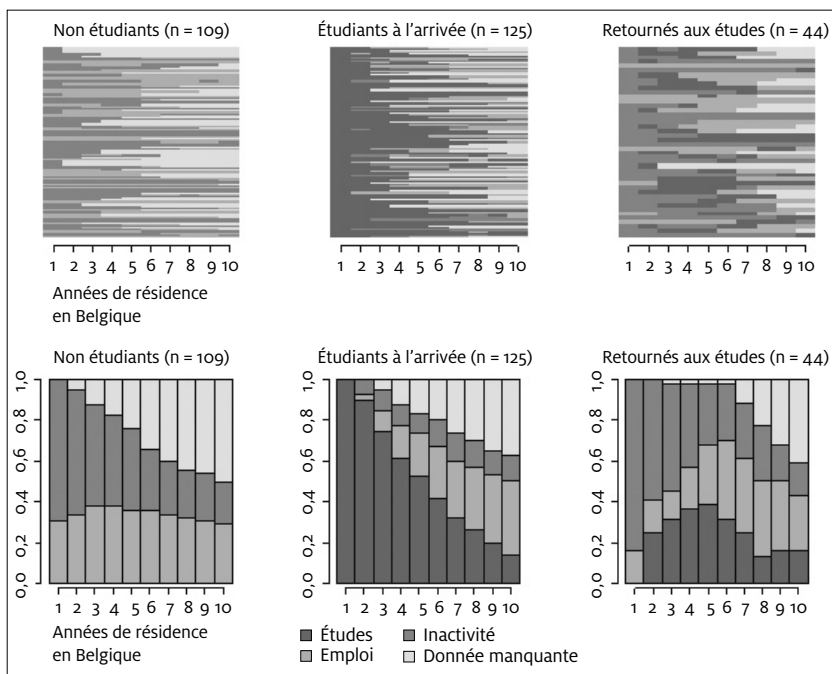 Non étudiants (n = 109)
Étudiants à l'arrivée (n = 125)
Retournés aux études (n = 44)
1 2 3 4 5 6 7 8 9 10
1 2 3 4 5 6 7 8 9 10
1 2 3 4 5 6 7 8 9 10
Années de résidence
en Belgique
Non étudiants (n = 109)
Étudiants à l'arrivée (n = 125)
Retournés aux études (n = 44)
0,0 0,2 0,4 0,6 0,8 1,0
0,0 0,2 0,4 0,6 0,8 1,0
0,0 0,2 0,4 0,6 0,8 1,0
1 2 3 4 5 6 7 8 9 10
1 2 3 4 5 6 7 8 9 10
1 2 3 4 5 6 7 8 9 10
Années de résidence
en Belgique
Études Inactivité
Emploi Donnée manquante